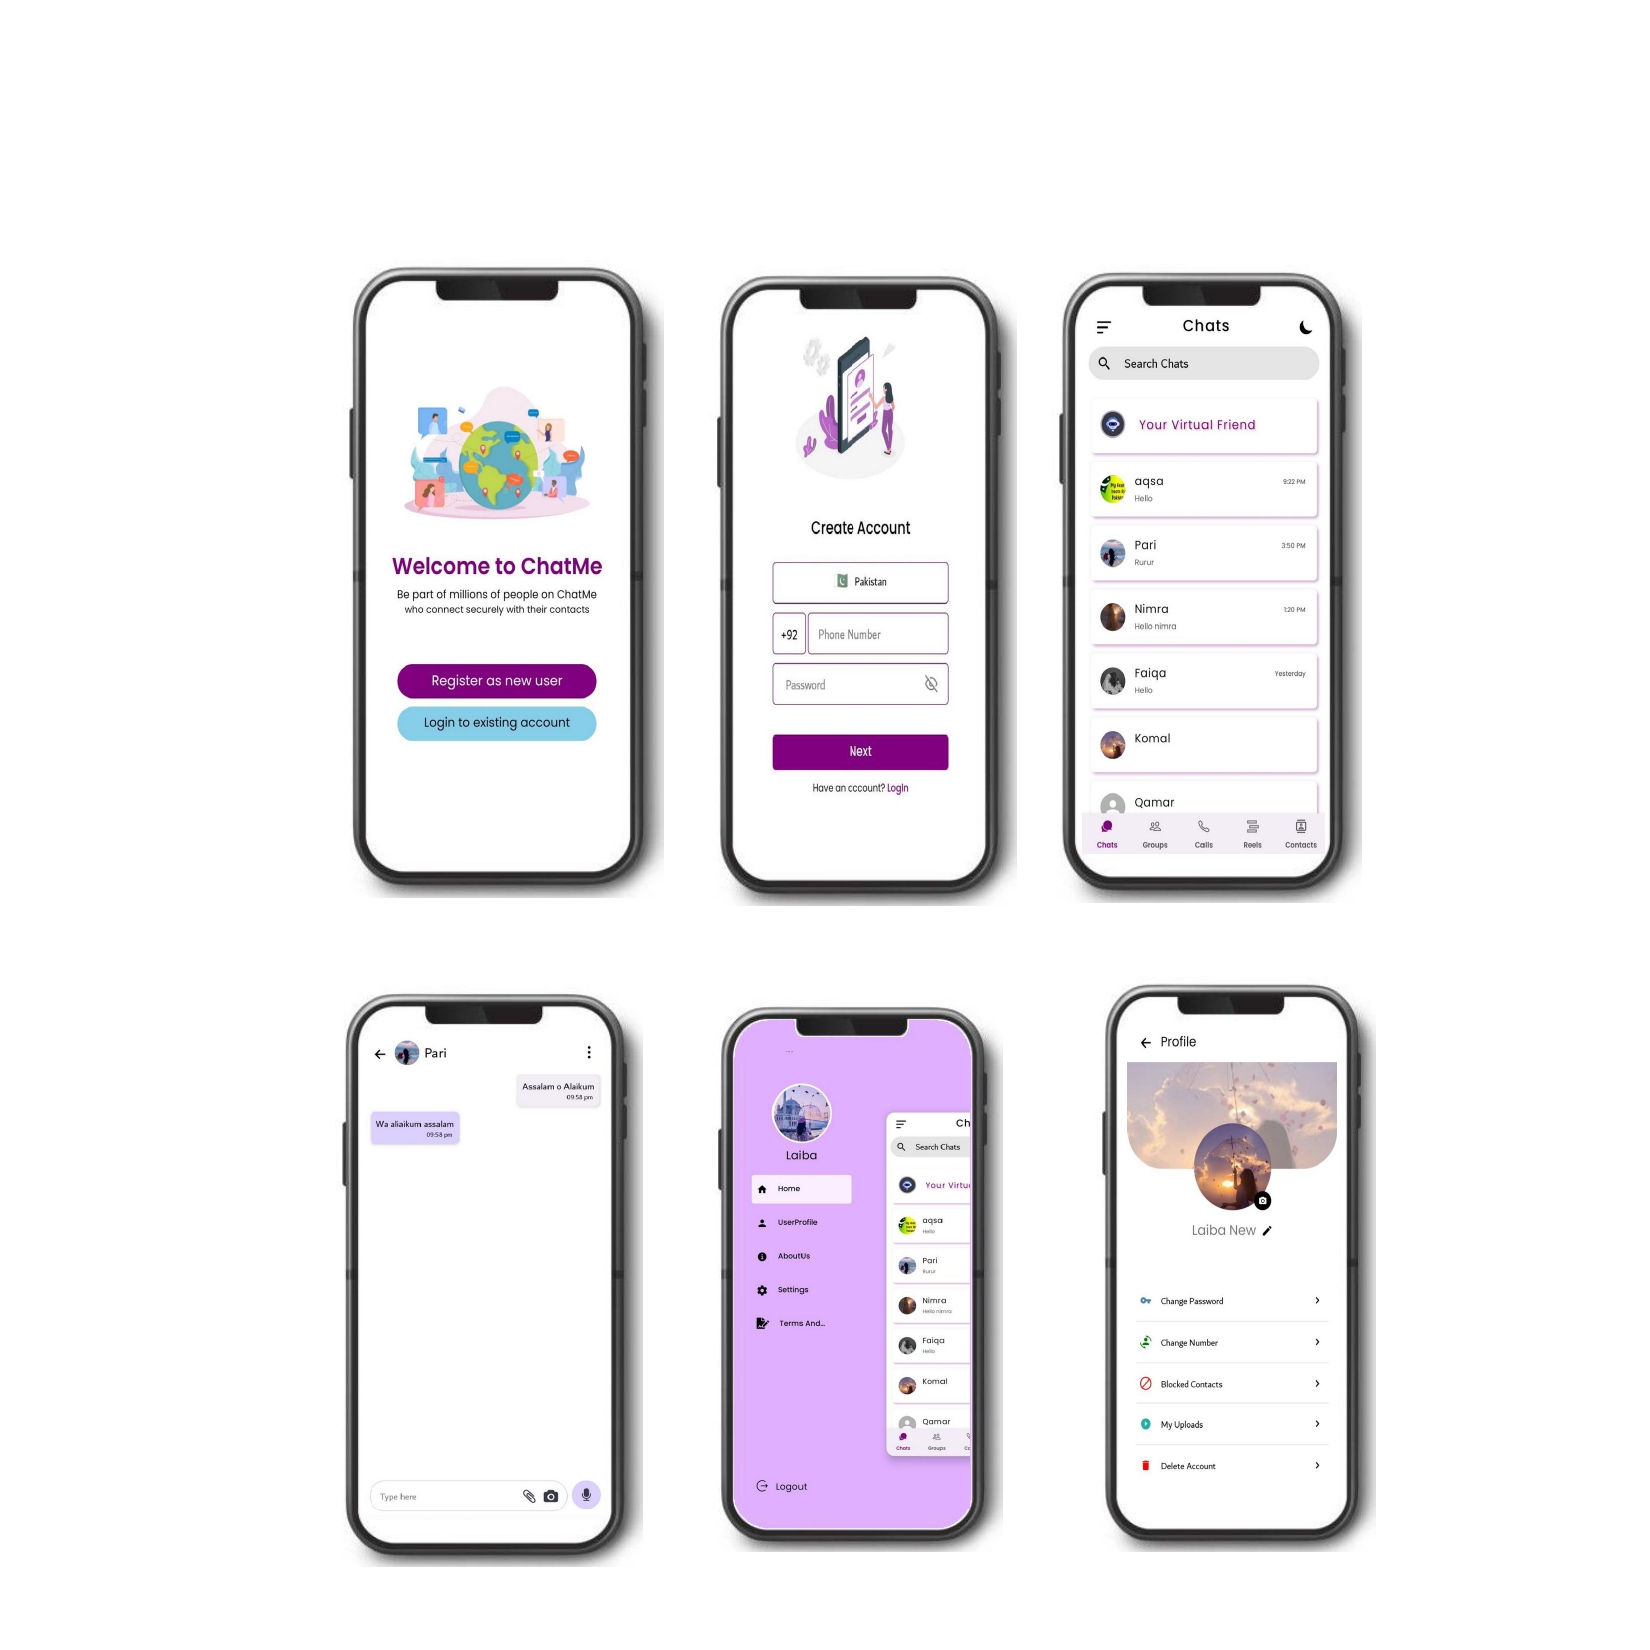 Welcome to ChatMe
Be part of millions of people on ChatMe
who connect securely with their contacts
Register as new user
Login to existing account
Create Account
Pakistan
+92 Phone Number
Password
Next
Have an cccount? LogIn
Chats
Search Chats
Your Virtual Friend
aqsa 9:22 PM
Hello
Pari 3:50 PM
Rurur
Nimra 1:20 PM
Hello nimra
Faiqa Yesterday
Hello
Komal
Qamar
Chats Groups Calls Reels Contacts
Pari
Assalam o Alaikum
09:58 pm
Wa aliaikum assalam
09:58 pm
Type here
Laiba
Home
UserProfile
AboutUs
Settings
Terms And...
Logout
Ch
Search Chats
Your Virtu
aqsa
Hello
Pari
Rurur
Nimra
Hello nimra
Faiqa
Hello
Komal
Qamar
Chats Groups
Profile
Laiba New
Change Password
Change Number
Blocked Contacts
My Uploads
Delete Account